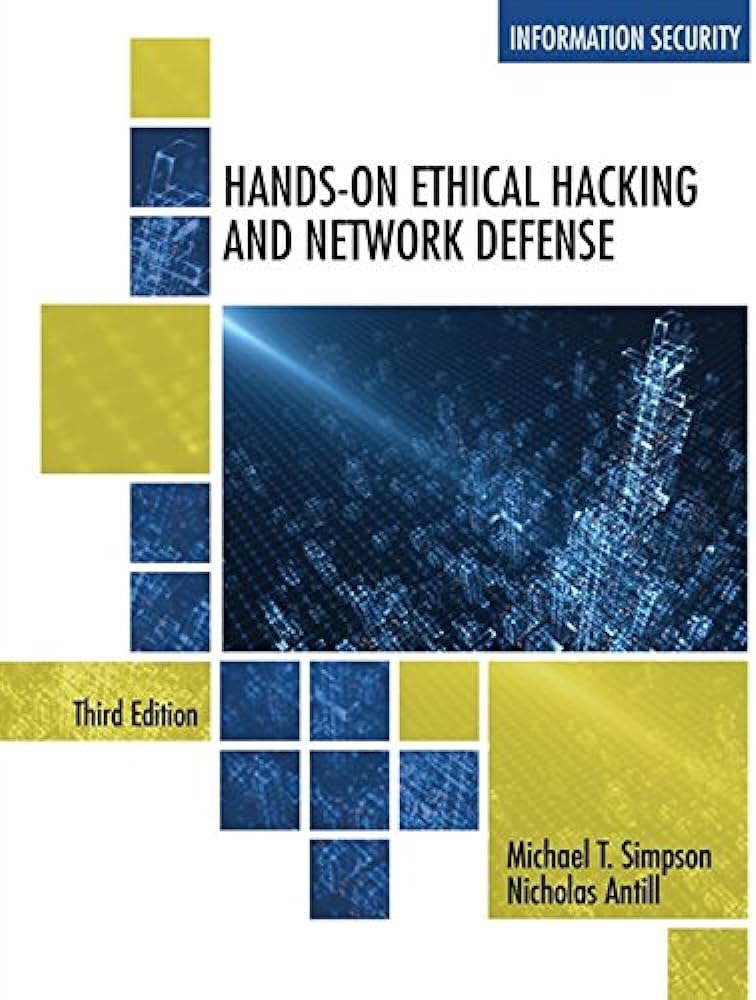 INFORMATION SECURITY
HANDS-ON ETHICAL HACKING
AND NETWORK DEFENSE
Third Edition
Michael T. Simpson
Nicholas Antill